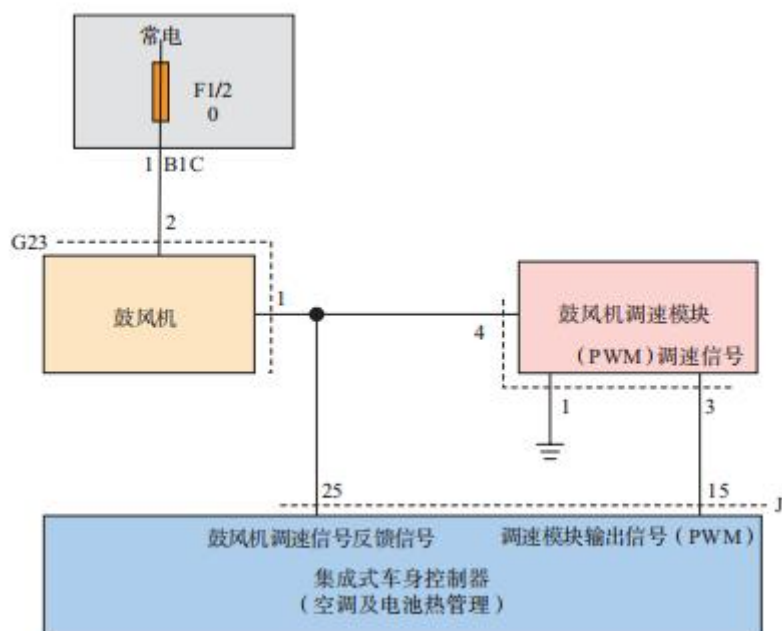 常电
F1/2
0
1 B1C
2
G23
鼓风机
1
4
鼓风机调速模块
(PWM)调速信号
1
3
25
15
J
鼓风机调速信号反馈信号
调速模块输出信号(PWM)
集成式车身控制器
(空调及电池热管理)